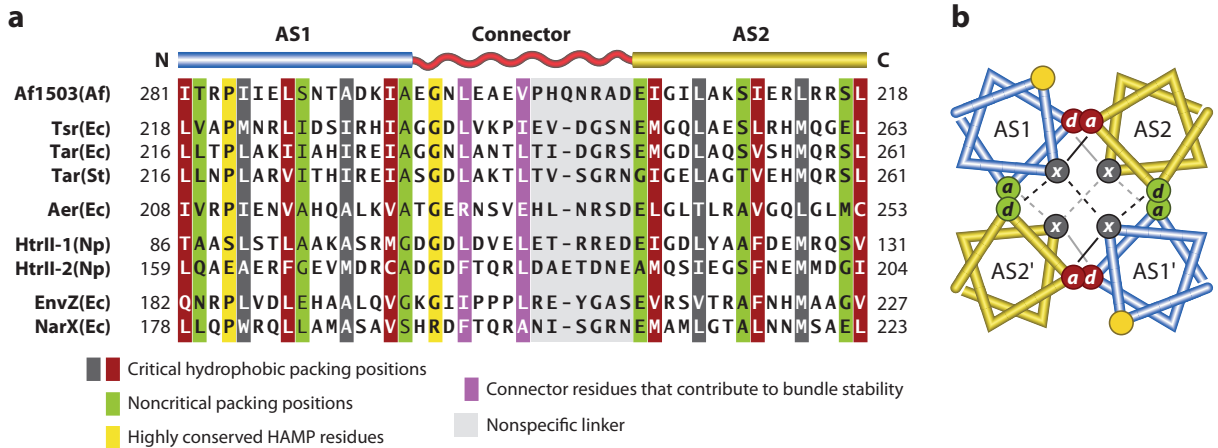 a
AS1 Connector AS2
N C
Af1503(Af) 281 ITRPIIELSNTADKIAEGNLEAEVPHQNRADEIGILAKSIERLRRSL 218
Tsr(Ec) 218 LVAPMNRLIDSIRHIAGGDLVKPIEV-DGSNEMGQLAESLRHMQGEL 263
Tar(Ec) 216 LLTPLAKIIAHIREIAGGNLANTLTI-DGRSEMGDLAQSVSHMQRSL 261
Tar(St) 216 LLNPLARVITHIREIASGDLTKTLTV-SGRNGIGELAGTVSHMQRSL 261
Aer(Ec) 208 IVRPIENVAHQALKVATGERNSVEHL-NRSDELGLTLRAVGQLGLMC 253
HtrII-1(Np) 86 TAASLSTLAAKASRMGDGDLDVELET-RREDEIGDLYAAFDEMRQSV 131
HtrII-2(Np) 159 LQAEAERFGEVMDRCADGDFTQRLDAETDNEAMQSIEGSFNEMMDGI 204
EnvZ(Ec) 182 QNRPLVDLEHAALQVGKGIIPPPLRE-YGASEVRSVTRAFNHMAAGV 227
NarX(Ec) 178 LLQPWRQLLAMASAVSHRDFTQRANI-SGRNEMAMLGTALNNMSAEL 223
Critical hydrophobic packing positions
Noncritical packing positions
Highly conserved HAMP residues
Connector residues that contribute to bundle stability
Nonspecific linker
b
AS1 d a AS2
x x
a d
d a
x x
AS2' a d AS1'